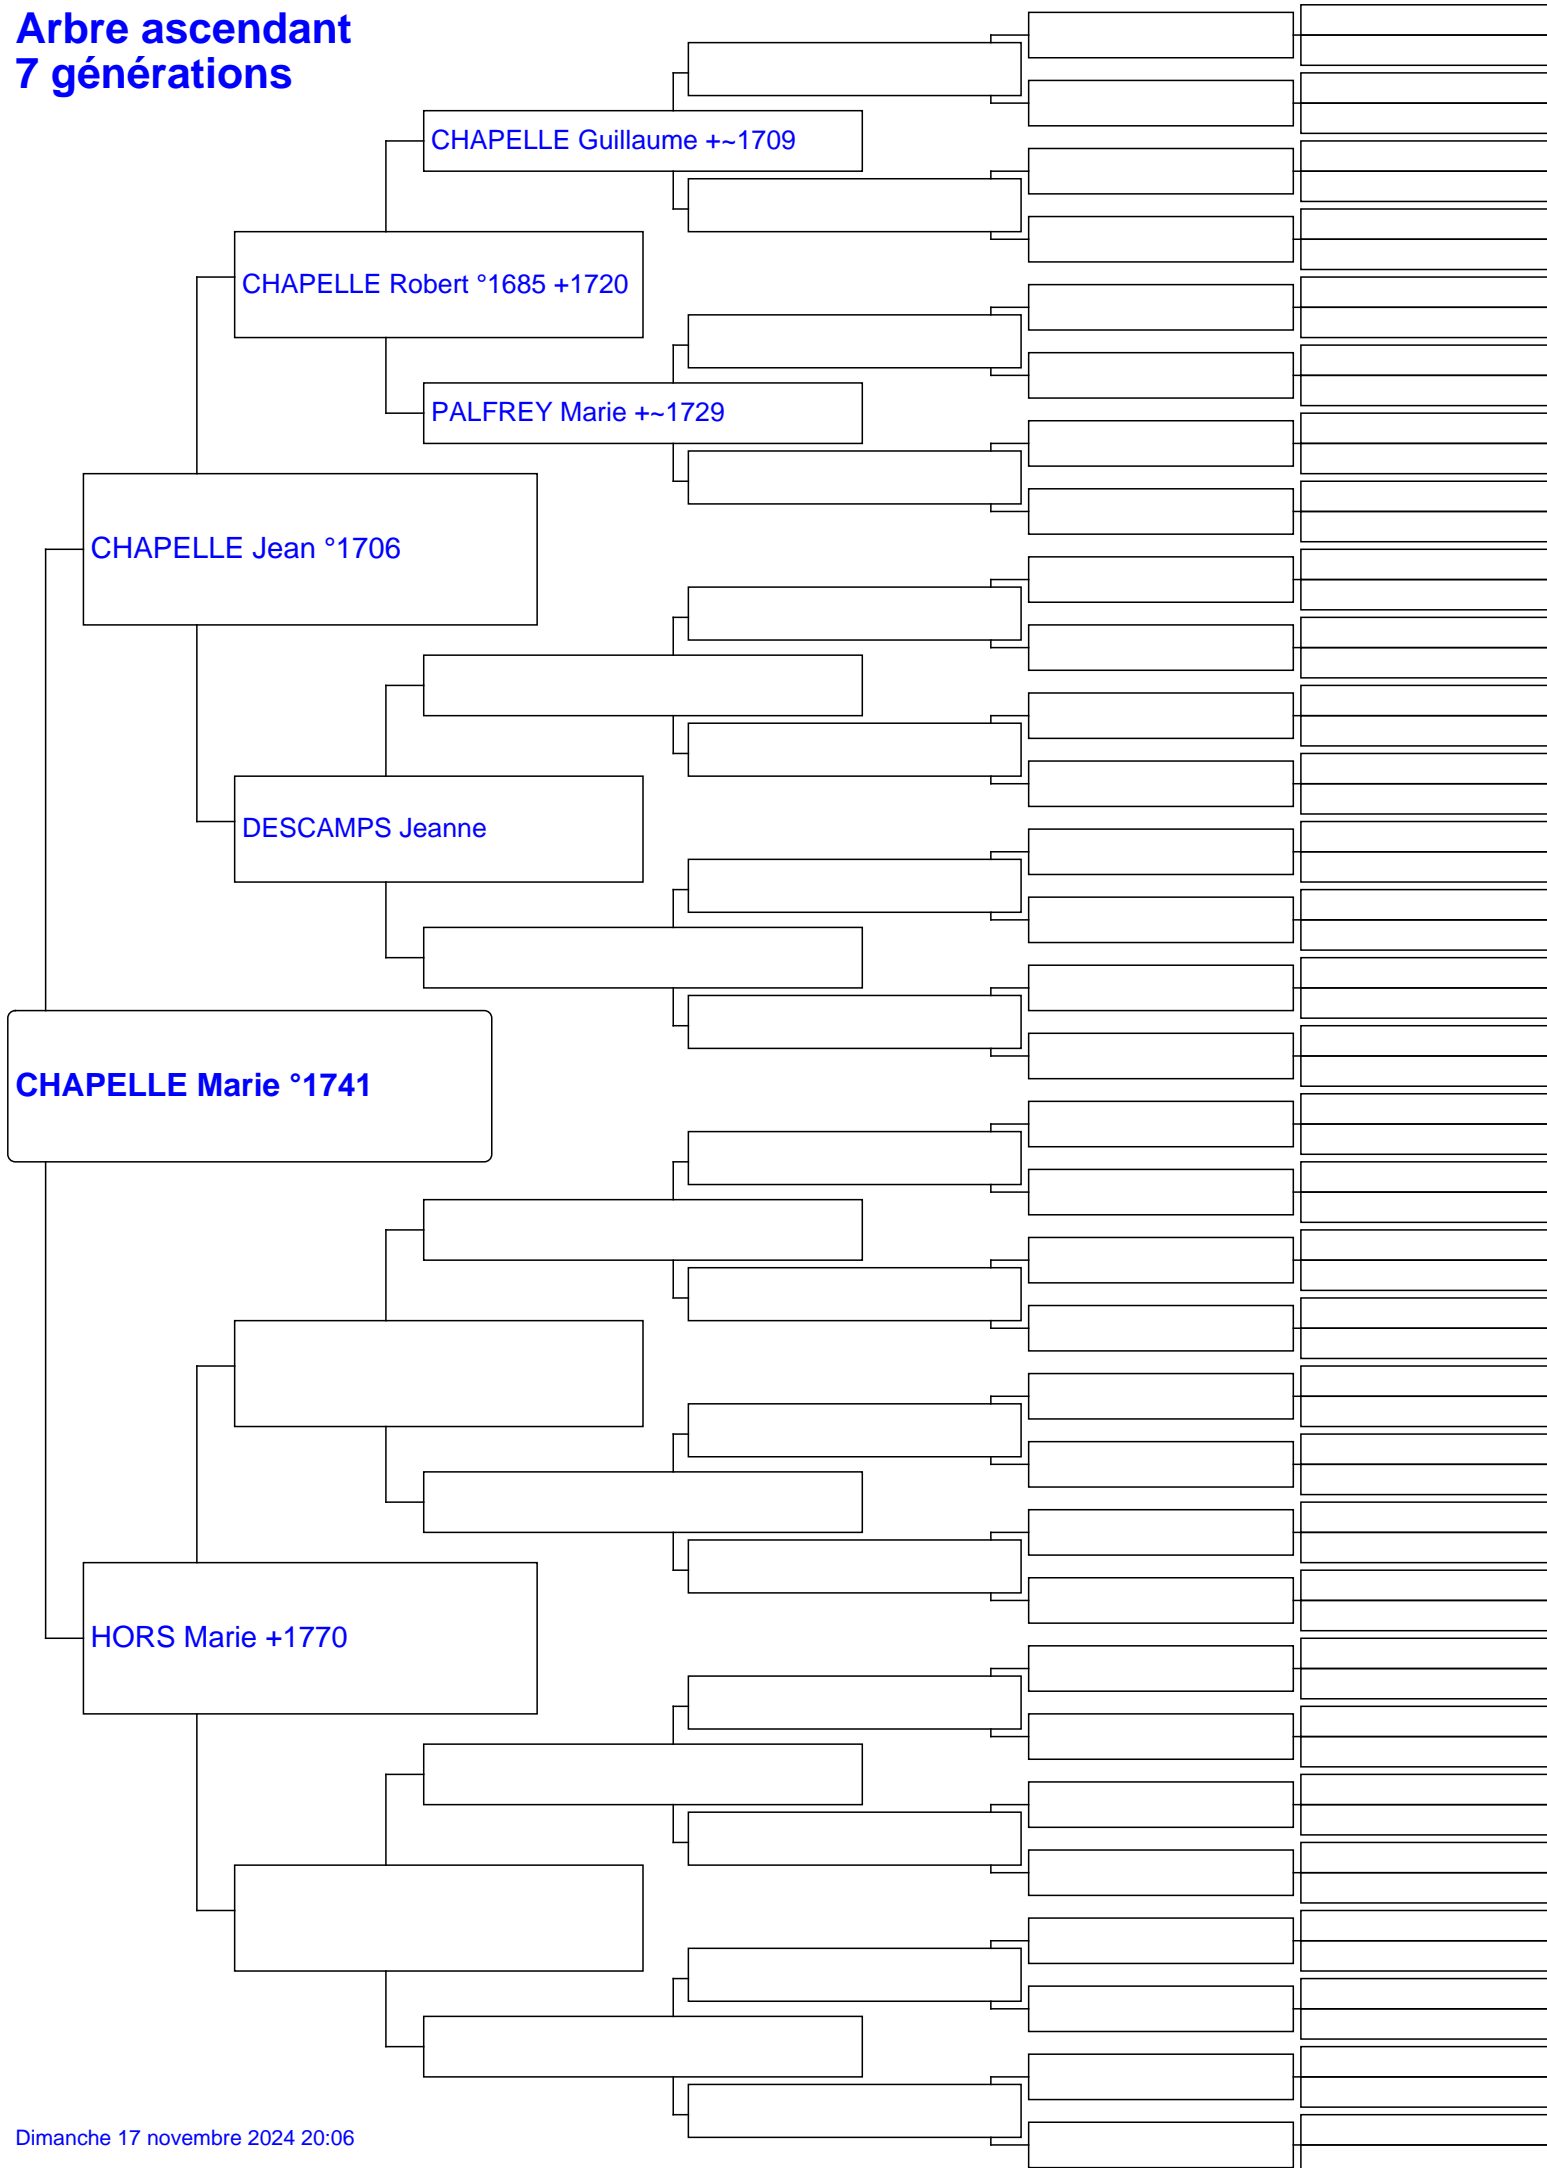 Arbre ascendant
7 générations
CHAPELLE Guillaume +~1709
CHAPELLE Robert °1685 +1720
PALFREY Marie +~1729
CHAPELLE Jean °1706
DESCAMPS Jeanne
CHAPELLE Marie °1741
HORS Marie +1770
Dimanche 17 novembre 2024 20:06